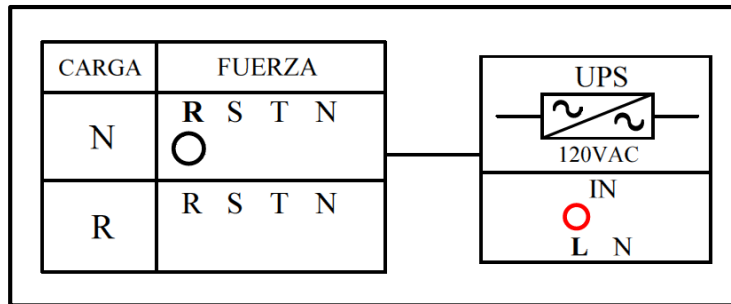 CARGA FUERZA
N R S T N
R R S T N
UPS
120VAC
IN
L N